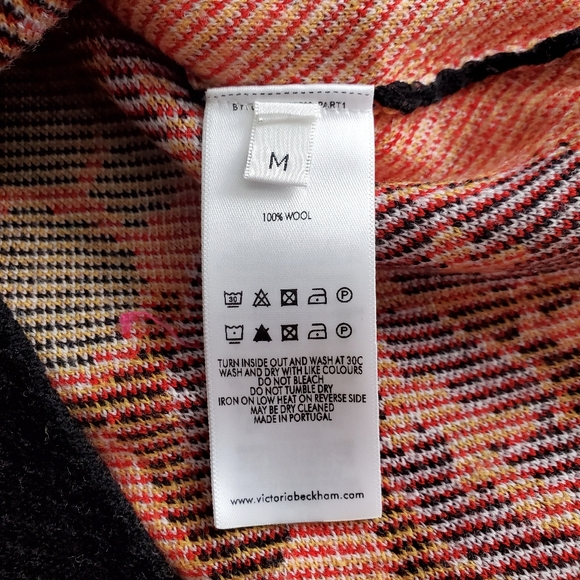 PART1
M
100% WOOL
30
P
P
TURN INSIDE OUT AND WASH AT 30C
WASH AND DRY WITH LIKE COLOURS
DO NOT BLEACH
DO NOT TUMBLE DRY
IRON ON LOW HEAT ON REVERSE SIDE
MAY BE DRY CLEANED
MADE IN PORTUGAL
www.victoriabeckham.com